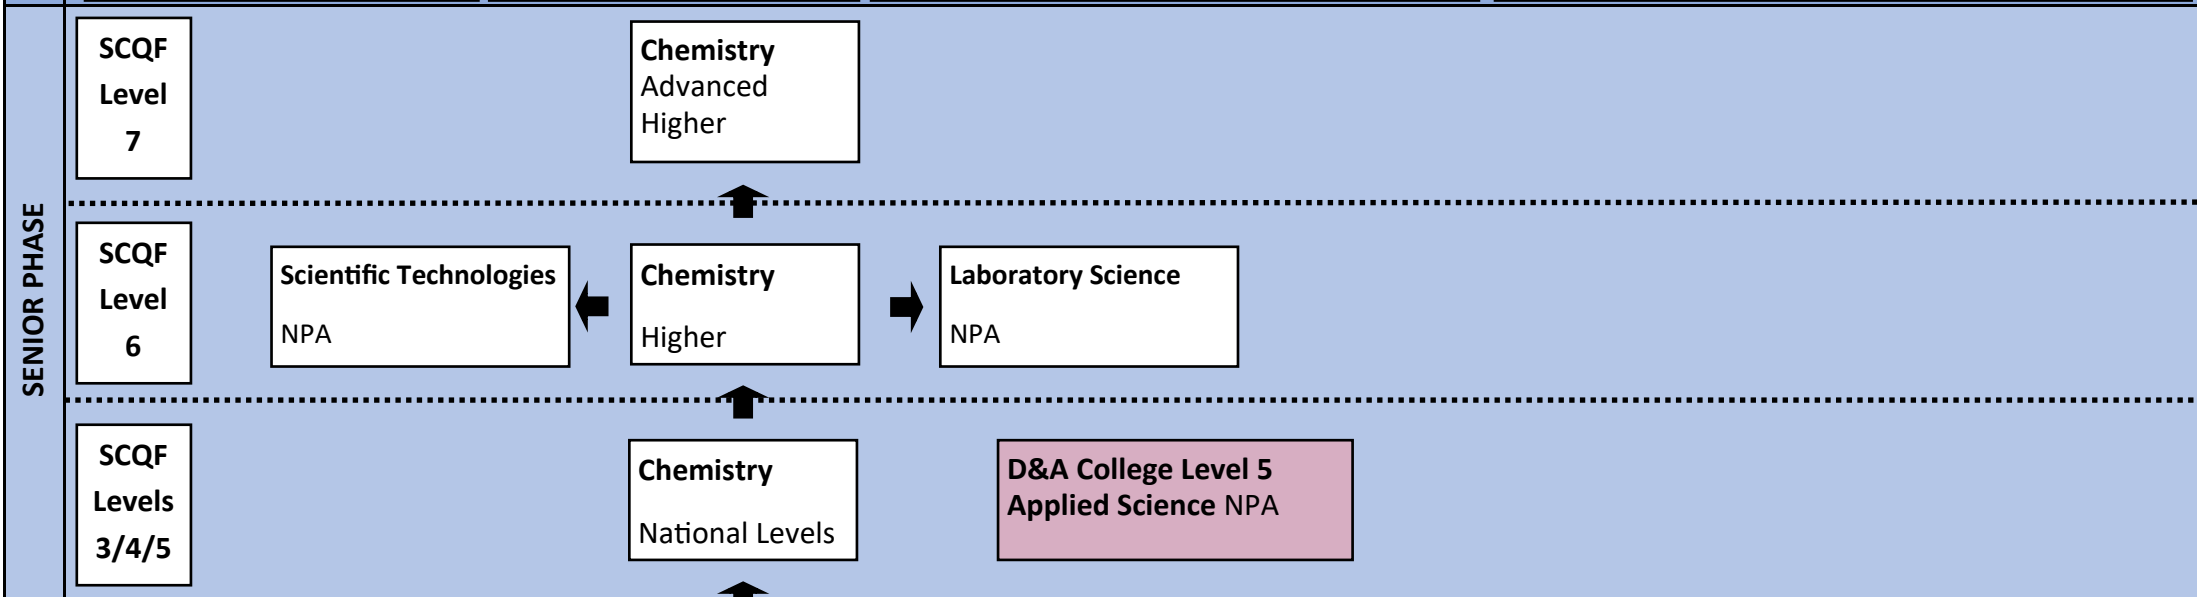 SENIOR PHASE
SCQF
Level
7
Chemistry
Advanced
Higher
SCQF
Level
6
Scientific Technologies
NPA
Chemistry
Higher
Laboratory Science
NPA
SCQF
Levels
3/4/5
Chemistry
National Levels
D&A College Level 5
Applied Science NPA